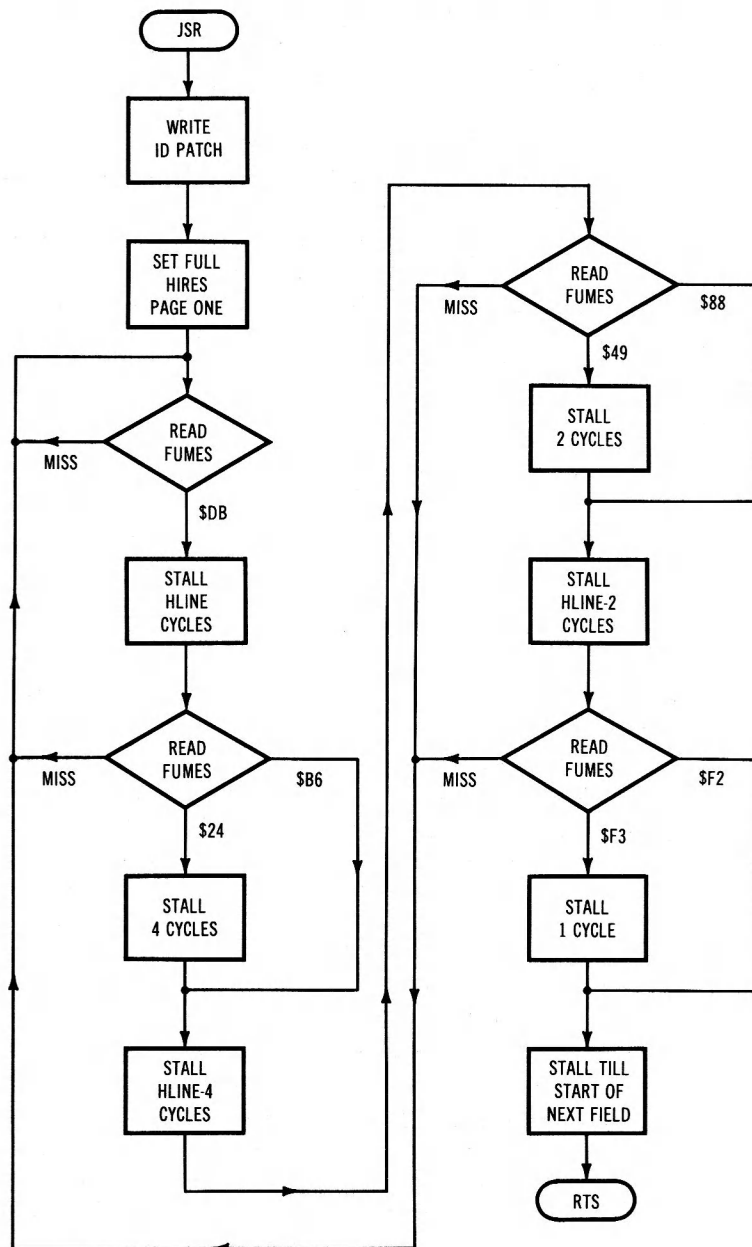 JSR
WRITE
ID PATCH
SET FULL
HIRES
PAGE ONE
READ
FUMES
MISS
$DB
STALL
HLINE
CYCLES
READ
FUMES
MISS
$B6
$24
STALL
4 CYCLES
STALL
HLINE-4
CYCLES
READ
FUMES
MISS
$88
$49
STALL
2 CYCLES
STALL
HLINE-2
CYCLES
READ
FUMES
MISS
$F2
$F3
STALL
1 CYCLE
STALL TILL
START OF
NEXT FIELD
RTS